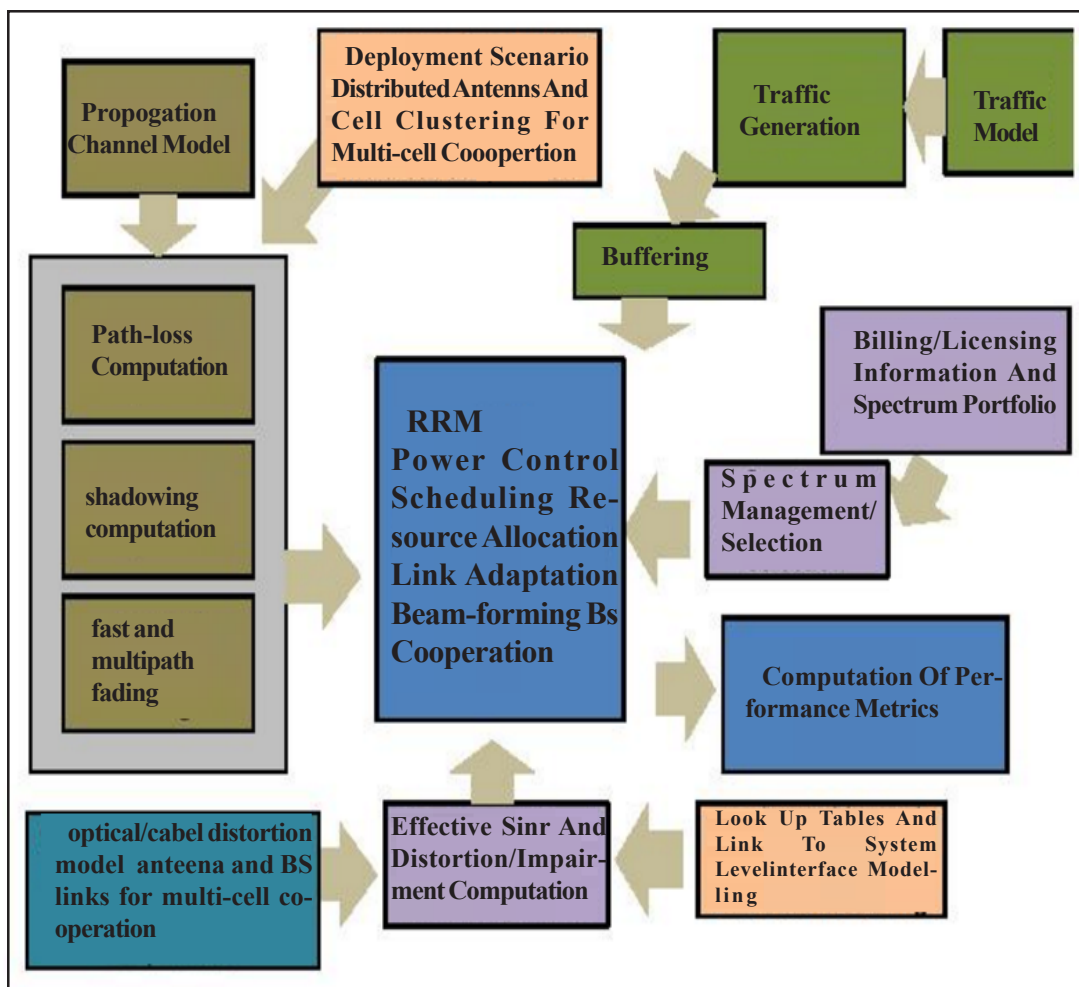 Propogation
Channel Model
Deployment Scenario
Distributed Antenns And
Cell Clustering For
Multi-cell Cooopertion
Traffic
Generation
Traffic
Model
Buffering
Path-loss
Computation
shadowing
computation
fast and
multipath
fading
RRM
Power Control
Scheduling Re-
source Allocation
Link Adaptation
Beam-forming Bs
Cooperation
Billing/Licensing
Information And
Spectrum Portfolio
Spectrum
Management/
Selection
Computation Of Per-
formance Metrics
optical/cabel distortion
model anteena and BS
links for multi-cell co-
operation
Effective Sinr And
Distortion/Impair-
ment Computation
Look Up Tables And
Link To System
Levelinterface Model-
ling